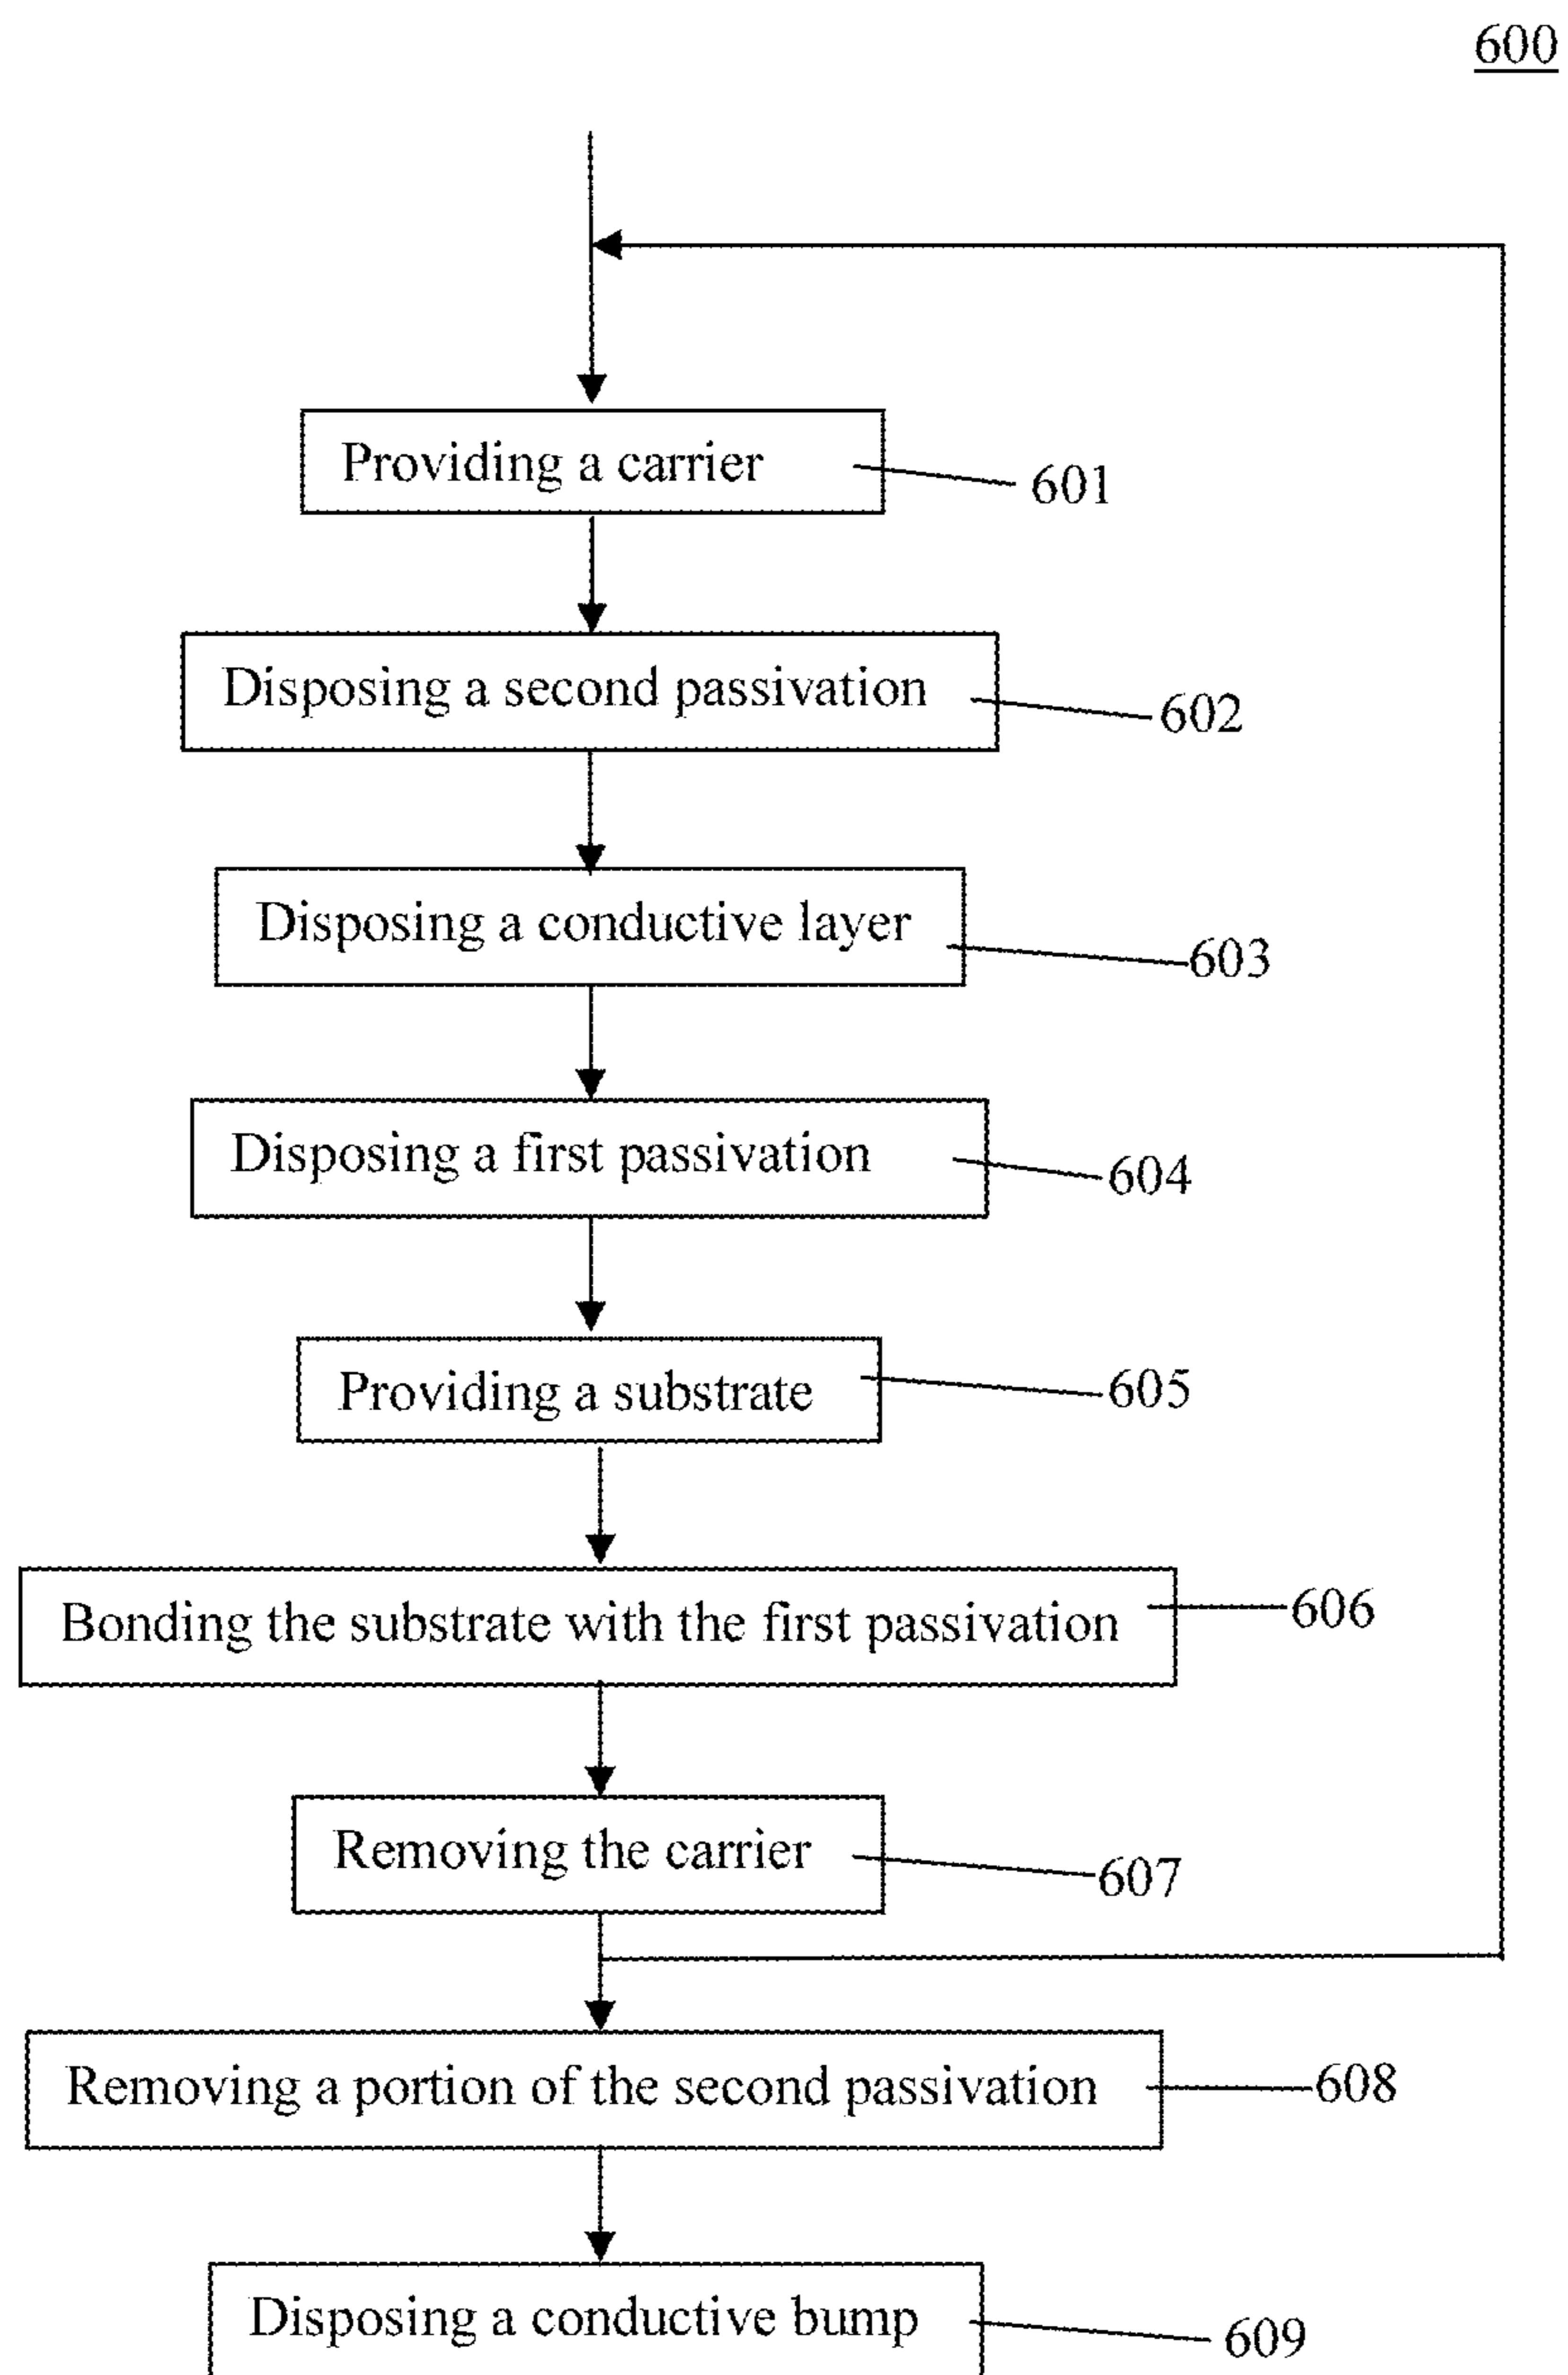 600
Providing a carrier
601
Disposing a second passivation
602
Disposing a conductive layer
603
Disposing a first passivation
604
Providing a substrate
605
Bonding the substrate with the first passivation
606
Removing the carrier
607
Removing a portion of the second passivation
608
Disposing a conductive bump
609